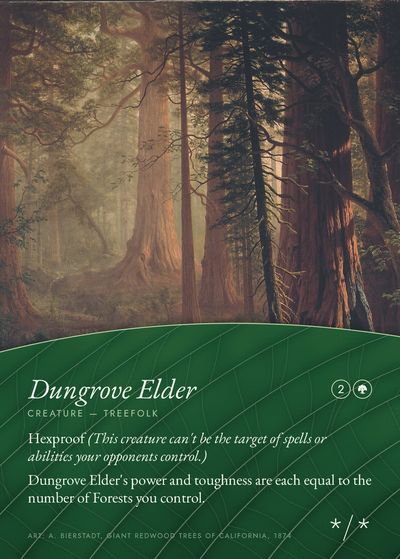 Dungrove Elder
2
CREATURE — TREEFOLK
Hexproof (This creature can't be the target of spells or
abilities your opponents control.)
Dungrove Elder's power and toughness are each equal to the
number of Forests you control.
*/*
ART: A. BIERSTADT, GIANT REDWOOD TREES OF CALIFORNIA, 1874